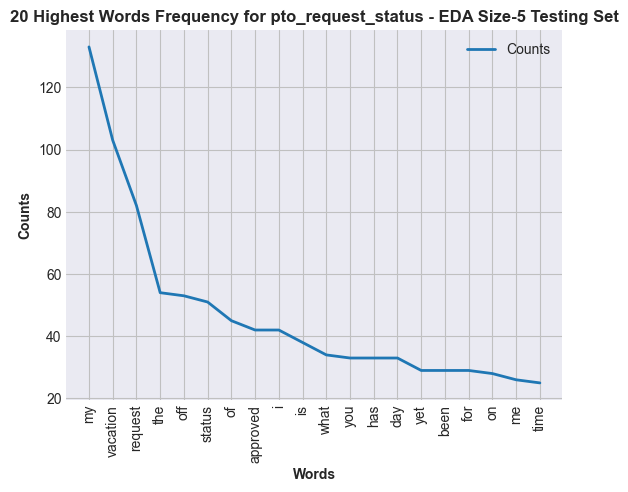 20 Highest Words Frequency for pto_request_status - EDA Size-5 Testing Set
Counts
120
100
80
60
40
20
Counts
my
vacation
request
the
off
status
of
approved
i
is
what
you
has
day
yet
been
for
on
me
time
Words